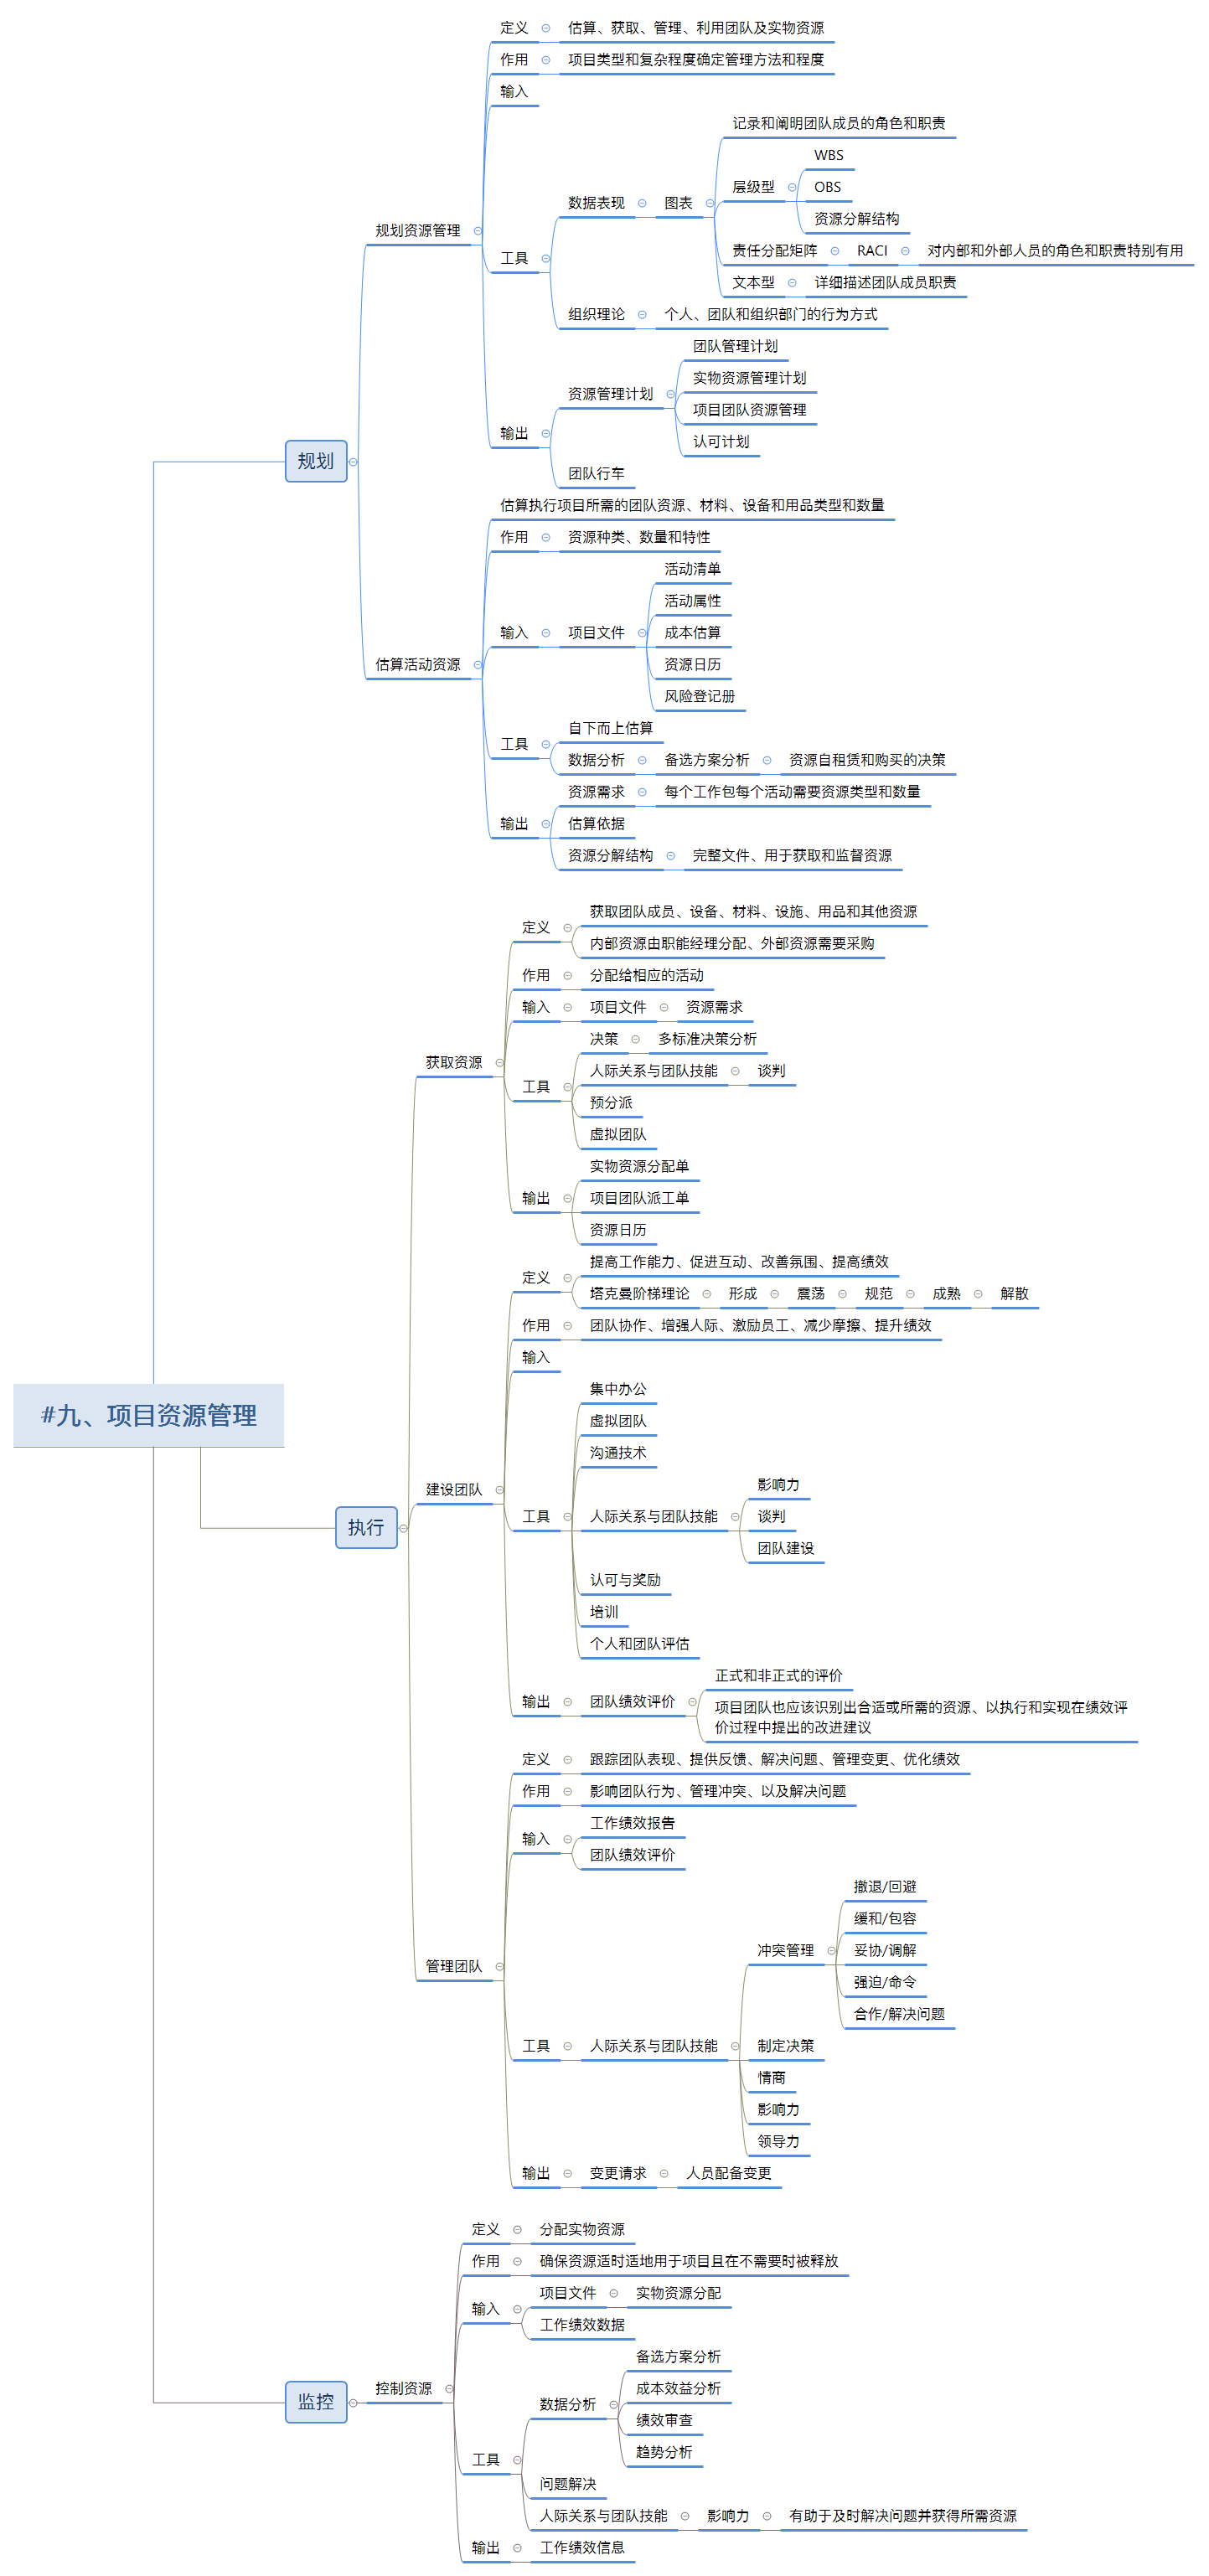 #九、项目资源管理
规划
规划资源管理
定义
估算、获取、管理、利用团队及实物资源
作用
项目类型和复杂程度确定管理方法和程度
输入
工具
数据表现
图表
记录和阐明团队成员的角色和职责
层级型
WBS
OBS
资源分解结构
责任分配矩阵
RACI
对内部和外部人员的角色和职责特别有用
文本型
详细描述团队成员职责
组织理论
个人、团队和组织部门的行为方式
输出
资源管理计划
团队管理计划
实物资源管理计划
项目团队资源管理
认可计划
团队行车
估算活动资源
估算执行项目所需的团队资源、材料、设备和用品类型和数量
作用
资源种类、数量和特性
输入
项目文件
活动清单
活动属性
成本估算
资源日历
风险登记册
工具
自下而上估算
数据分析
备选方案分析
资源自租赁和购买的决策
输出
资源需求
每个工作包每个活动需要资源类型和数量
估算依据
资源分解结构
完整文件、用于获取和监督资源
执行
获取资源
定义
获取团队成员、设备、材料、设施、用品和其他资源
内部资源由职能经理分配、外部资源需要采购
作用
分配给相应的活动
输入
项目文件
资源需求
工具
决策
多标准决策分析
人际关系与团队技能
谈判
预分派
虚拟团队
输出
实物资源分配单
项目团队派工单
资源日历
建设团队
定义
提高工作能力、促进互动、改善氛围、提高绩效
塔克曼阶梯理论
形成
震荡
规范
成熟
解散
作用
团队协作、增强人际、激励员工、减少摩擦、提升绩效
输入
工具
集中办公
虚拟团队
沟通技术
人际关系与团队技能
影响力
谈判
团队建设
认可与奖励
培训
个人和团队评估
输出
团队绩效评价
正式和非正式的评价
项目团队也应该识别出合适或所需的资源、以执行和实现在绩效评
价过程中提出的改进建议
管理团队
定义
跟踪团队表现、提供反馈、解决问题、管理变更、优化绩效
作用
影响团队行为、管理冲突、以及解决问题
输入
工作绩效报告
团队绩效评价
工具
人际关系与团队技能
冲突管理
撤退/回避
缓和/包容
妥协/调解
强迫/命令
合作/解决问题
制定决策
情商
影响力
领导力
输出
变更请求
人员配备变更
监控
控制资源
定义
分配实物资源
作用
确保资源适时适地用于项目且在不需要时被释放
输入
项目文件
实物资源分配
工作绩效数据
工具
数据分析
备选方案分析
成本效益分析
绩效审查
趋势分析
问题解决
人际关系与团队技能
影响力
有助于及时解决问题并获得所需资源
输出
工作绩效信息